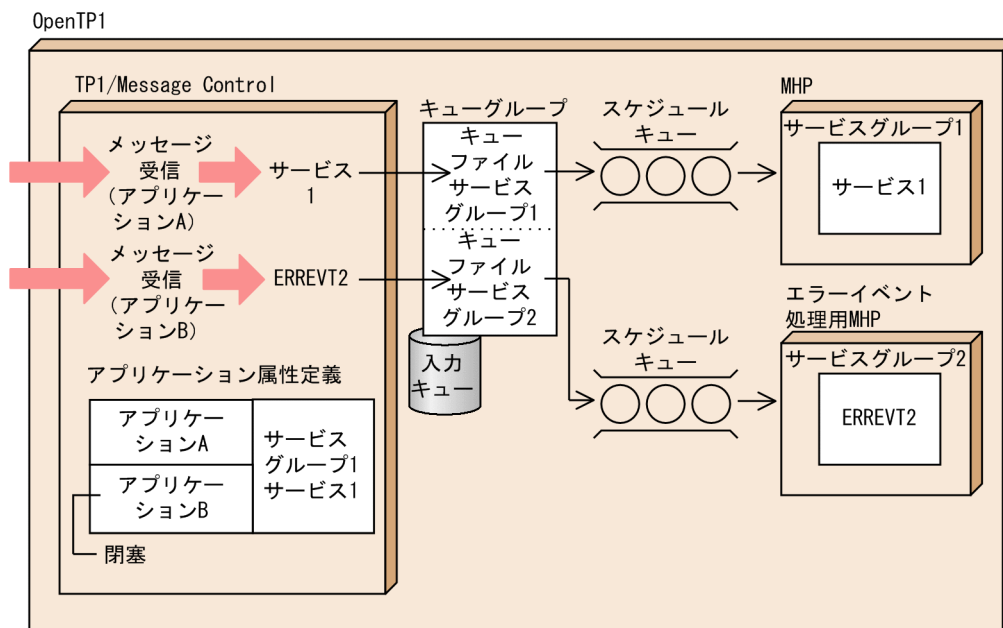 OpenTP1
TP1/Message Control
メッセージ
受信
(アプリケー
ションA)
サービス
1
メッセージ
受信
(アプリケー
ションB)
ERREVT2
アプリケーション属性定義
アプリケー
ションA
アプリケー
ションB
サービス
グループ1
サービス1
閉塞
キューグループ
キュー
ファイル
サービス
グループ1
キュー
ファイル
サービス
グループ2
入力
キュー
スケジュール
キュー
スケジュール
キュー
MHP
サービスグループ1
サービス1
エラーイベント
処理用MHP
サービスグループ2
ERREVT2